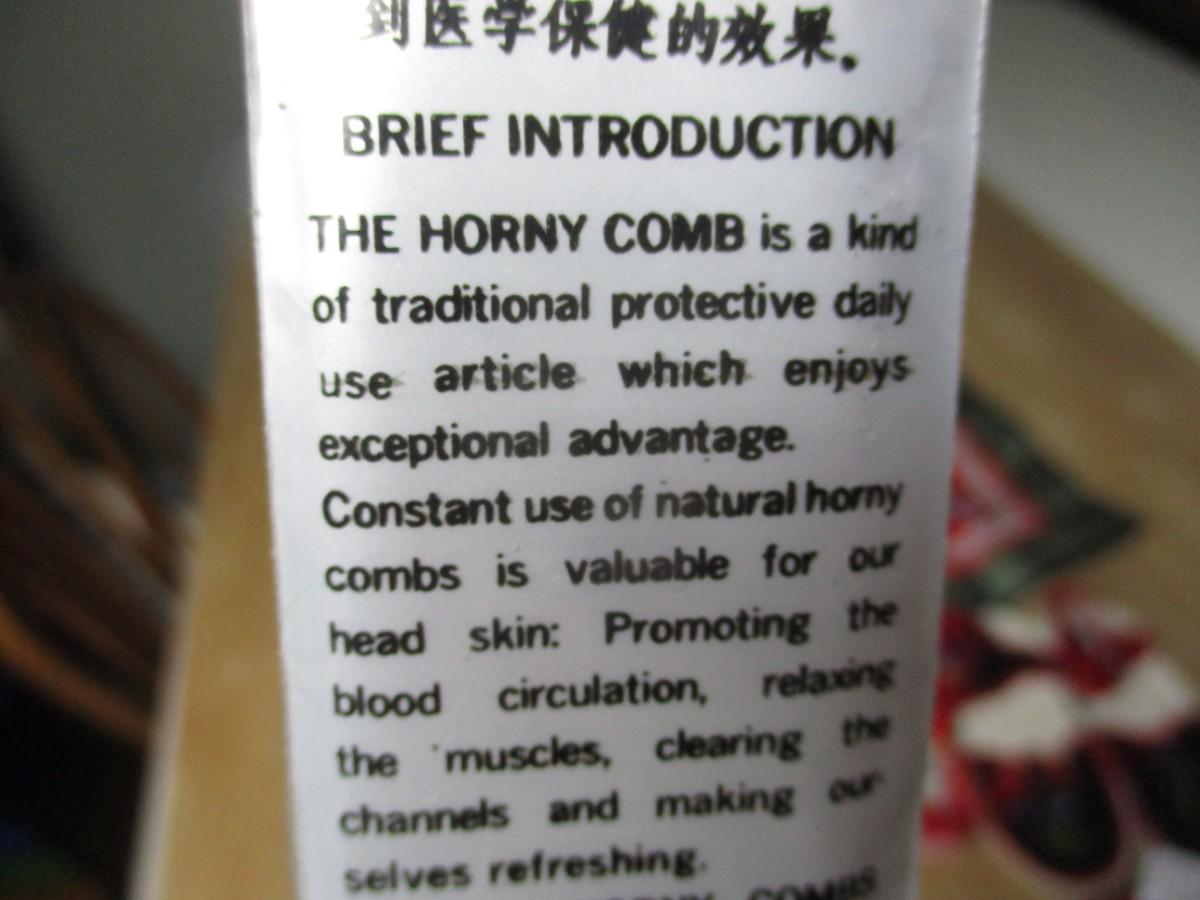 到医学保健的效果。
BRIEF INTRODUCTION
THE HORNY COMB is a kind
of traditional protective daily
use article which enjoys
exceptional advantage.
Constant use of natural horny
combs is valuable for our
head skin: Promoting the
blood circulation, relaxing
the muscles, clearing the
channels and making our-
selves refreshing.
COMBS